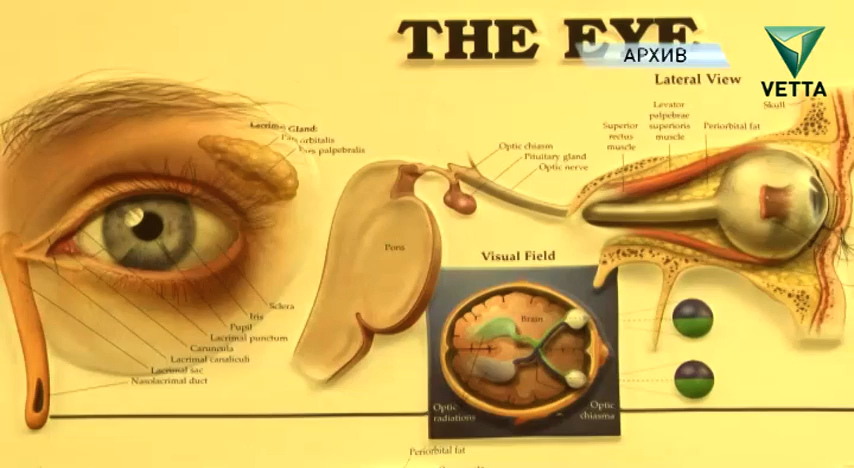 THE EYE
АРХИВ
VETTA
Lateral View
Skull
Levator
palpebrae
superioris
muscle
Superior
rectus
muscle
Periorbital fat
Lacrimal Gland:
Pars orbitalis
Pars palpebralis
Optic chiasm
Pituitary gland
Optic nerve
Pons
Visual Field
Brain
Optic
radiations
Optic
chiasma
Sclera
Iris
Pupil
Lacrimal punctum
Caruncula
Lacrimal canaliculi
Lacrimal sac
Nasolacrimal duct
Periorbital fat